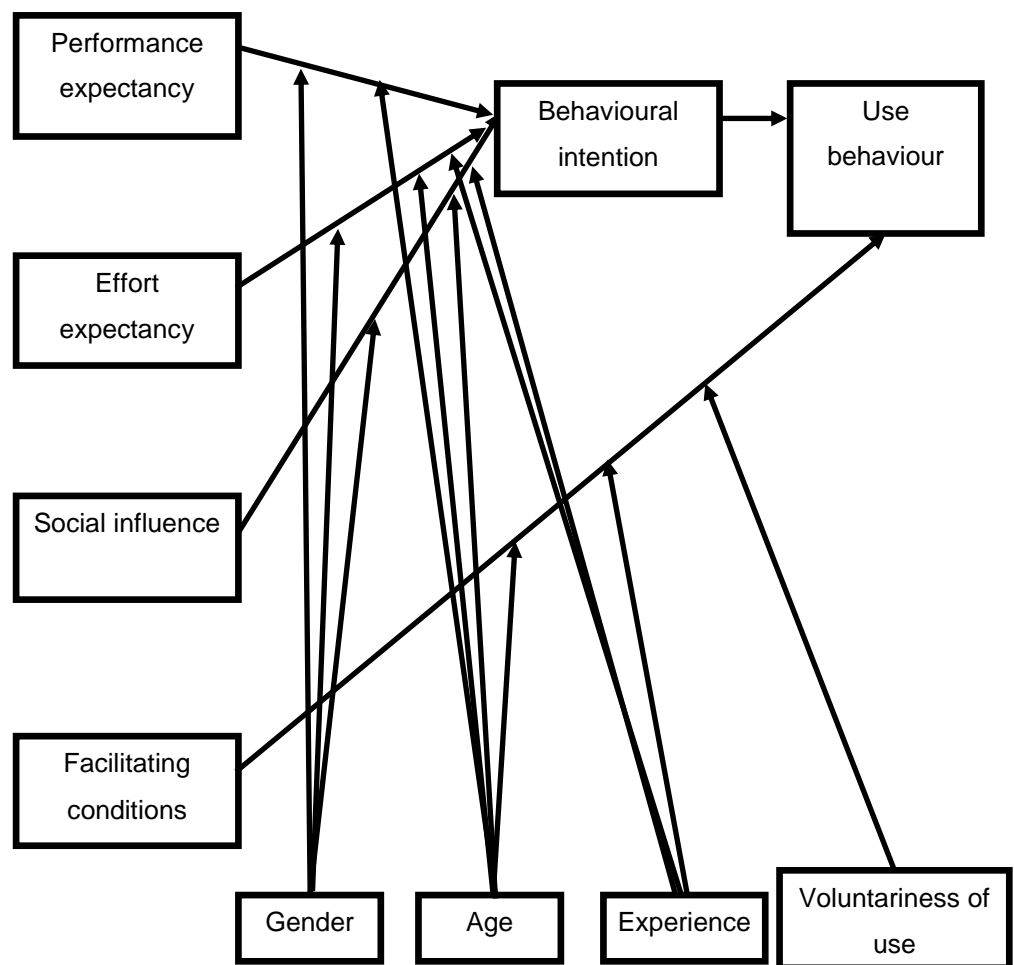 Performance
expectancy
Behavioural
intention
Use
behaviour
Effort
expectancy
Social influence
Facilitating
conditions
Gender
Age
Experience
Voluntariness of
use